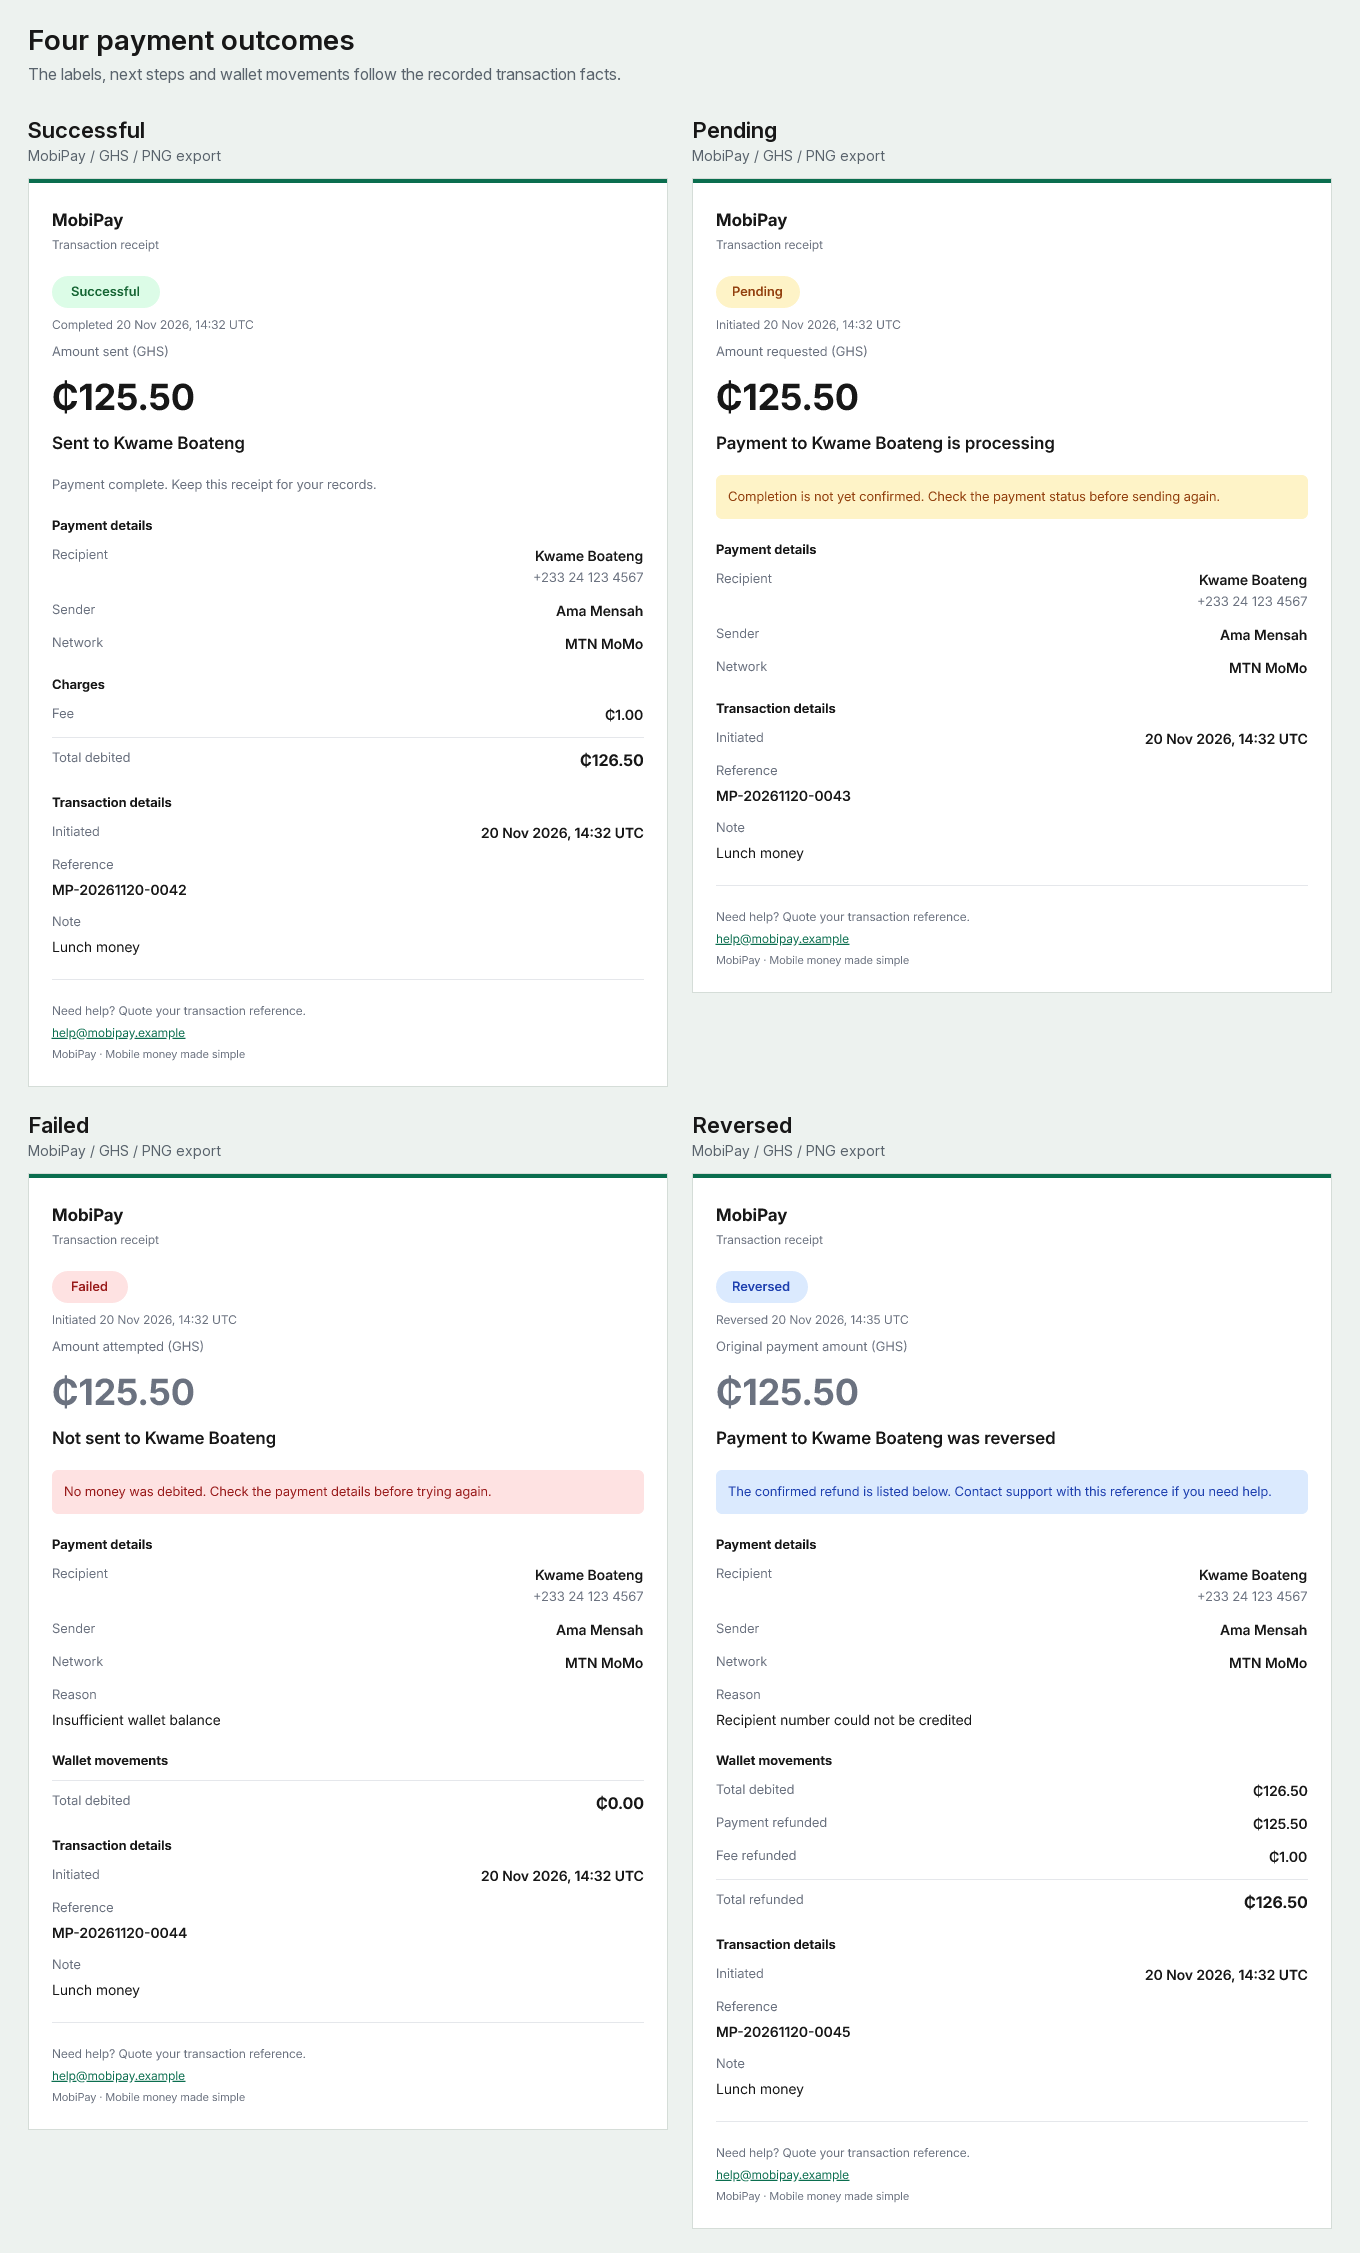 Four payment outcomes
The labels, next steps and wallet movements follow the recorded transaction facts.
Successful
MobiPay / GHS / PNG export
MobiPay
Transaction receipt
Successful
Completed 20 Nov 2026, 14:32 UTC
Amount sent (GHS)
₵125.50
Sent to Kwame Boateng
Payment complete. Keep this receipt for your records.
Payment details
Recipient Kwame Boateng
+233 24 123 4567
Sender Ama Mensah
Network MTN MoMo
Charges
Fee ₵1.00
Total debited ₵126.50
Transaction details
Initiated 20 Nov 2026, 14:32 UTC
Reference
MP-20261120-0042
Note
Lunch money
Need help? Quote your transaction reference.
help@mobipay.example
MobiPay · Mobile money made simple
Pending
MobiPay / GHS / PNG export
MobiPay
Transaction receipt
Pending
Initiated 20 Nov 2026, 14:32 UTC
Amount requested (GHS)
₵125.50
Payment to Kwame Boateng is processing
Completion is not yet confirmed. Check the payment status before sending again.
Payment details
Recipient Kwame Boateng
+233 24 123 4567
Sender Ama Mensah
Network MTN MoMo
Transaction details
Initiated 20 Nov 2026, 14:32 UTC
Reference
MP-20261120-0043
Note
Lunch money
Need help? Quote your transaction reference.
help@mobipay.example
MobiPay · Mobile money made simple
Failed
MobiPay / GHS / PNG export
MobiPay
Transaction receipt
Failed
Initiated 20 Nov 2026, 14:32 UTC
Amount attempted (GHS)
₵125.50
Not sent to Kwame Boateng
No money was debited. Check the payment details before trying again.
Payment details
Recipient Kwame Boateng
+233 24 123 4567
Sender Ama Mensah
Network MTN MoMo
Reason
Insufficient wallet balance
Wallet movements
Total debited ₵0.00
Transaction details
Initiated 20 Nov 2026, 14:32 UTC
Reference
MP-20261120-0044
Note
Lunch money
Need help? Quote your transaction reference.
help@mobipay.example
MobiPay · Mobile money made simple
Reversed
MobiPay / GHS / PNG export
MobiPay
Transaction receipt
Reversed
Reversed 20 Nov 2026, 14:35 UTC
Original payment amount (GHS)
₵125.50
Payment to Kwame Boateng was reversed
The confirmed refund is listed below. Contact support with this reference if you need help.
Payment details
Recipient Kwame Boateng
+233 24 123 4567
Sender Ama Mensah
Network MTN MoMo
Reason
Recipient number could not be credited
Wallet movements
Total debited ₵126.50
Payment refunded ₵125.50
Fee refunded ₵1.00
Total refunded ₵126.50
Transaction details
Initiated 20 Nov 2026, 14:32 UTC
Reference
MP-20261120-0045
Note
Lunch money
Need help? Quote your transaction reference.
help@mobipay.example
MobiPay · Mobile money made simple